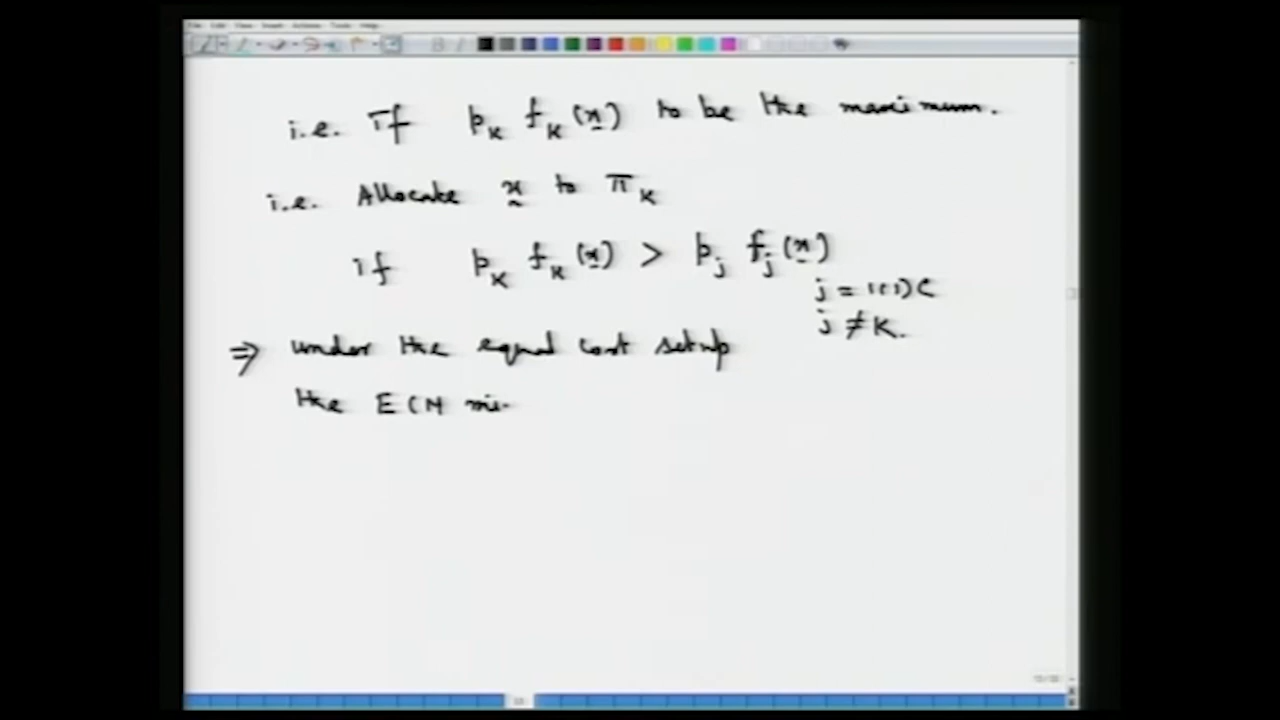 i.e. If p_k f_k(x) to be the maximum.
i.e. Allocate x to π_k
if p_k f_k(x) > p_j f_j(x)
j = 1(1)C
j ≠ k.
⇒ under the equal cost setup
the ECM mi